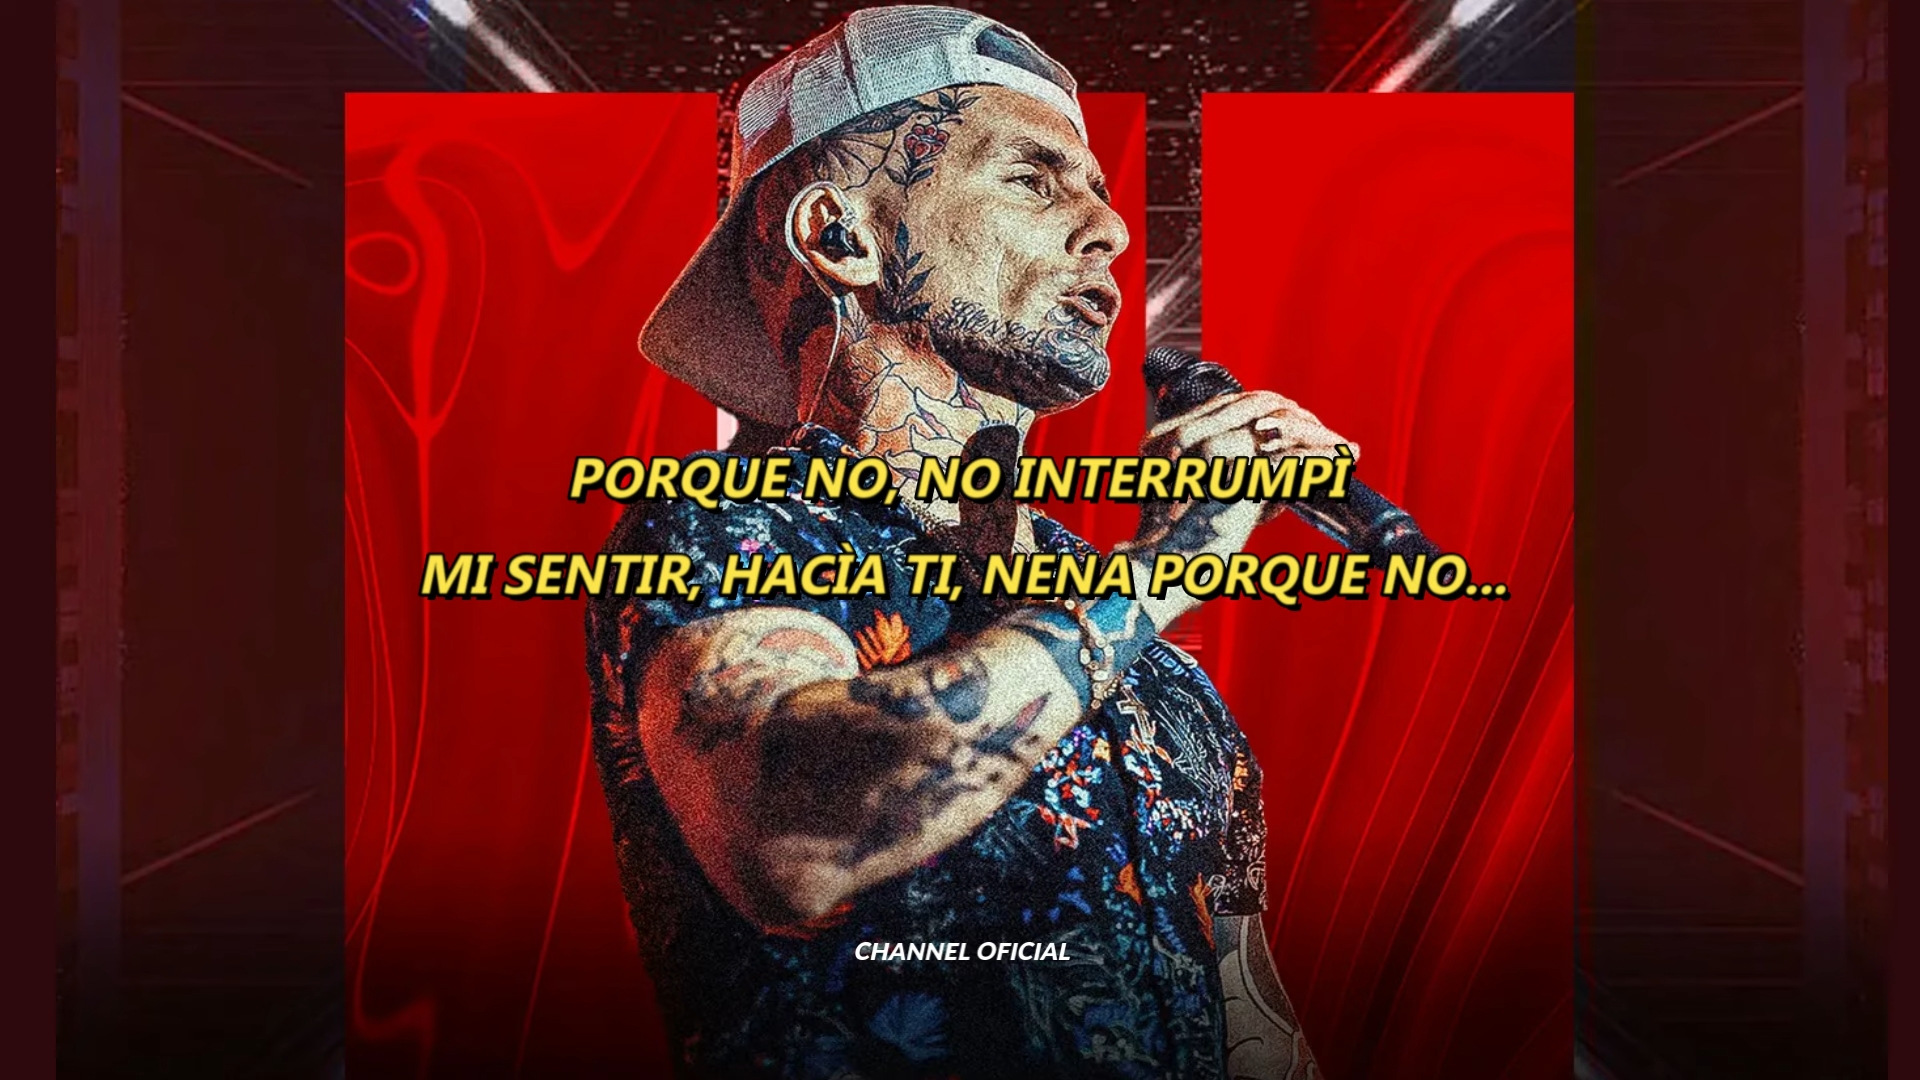 PORQUE NO, NO INTERRUMPÌ
MI SENTIR, HACÌA TI, NENA PORQUE NO...
CHANNEL OFICIAL